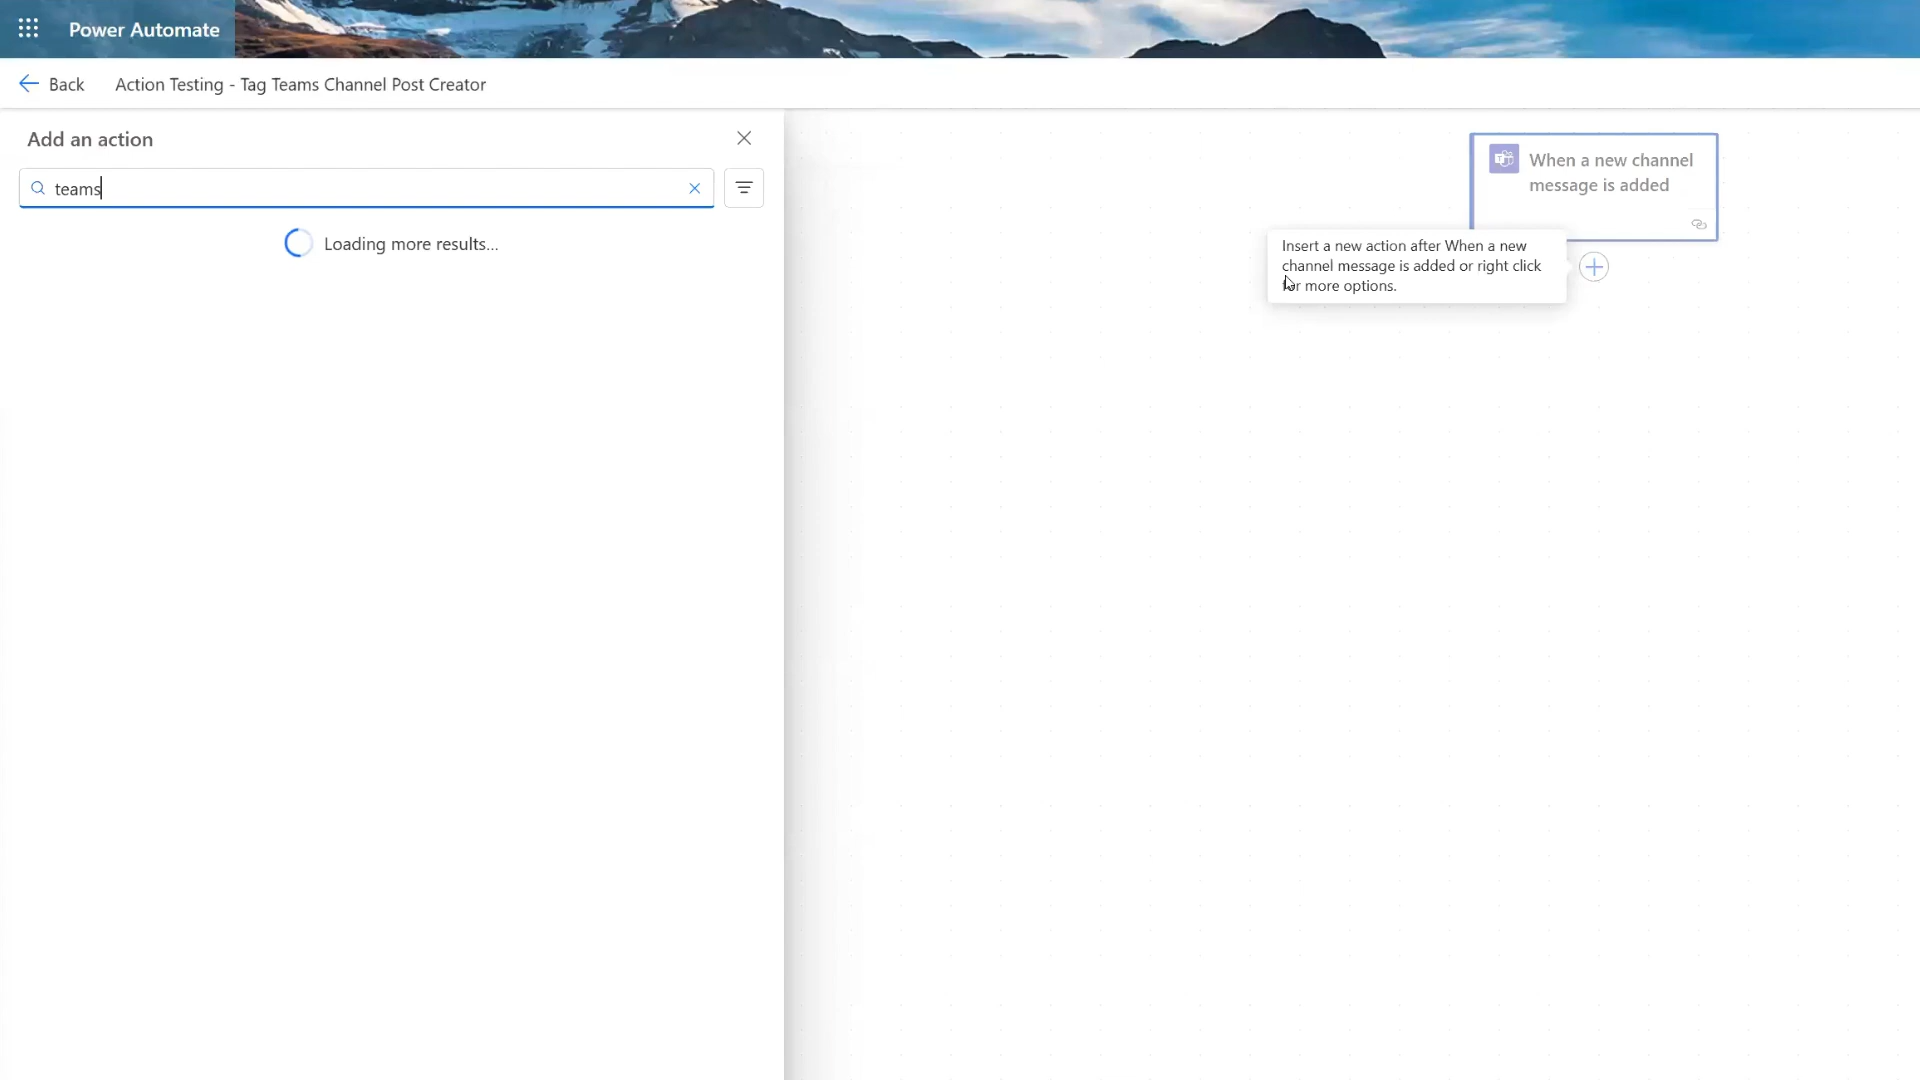 Power Automate
Back
Action Testing - Tag Teams Channel Post Creator
Add an action
teams
Loading more results...
When a new channel
message is added
Insert a new action after When a new
channel message is added or right click
for more options.